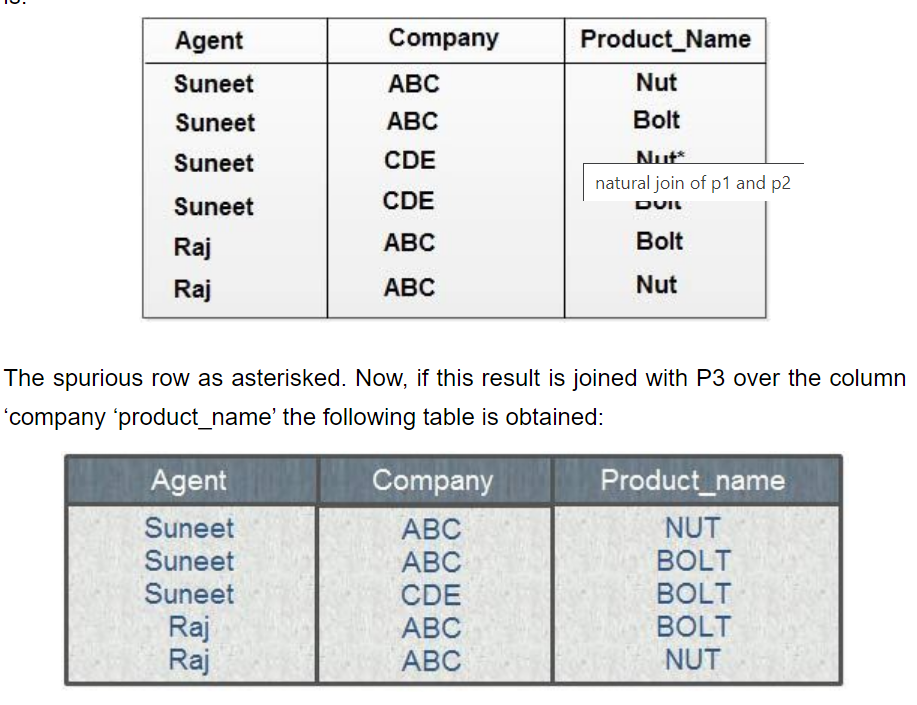 Agent Company Product_Name
Suneet ABC Nut
Suneet ABC Bolt
Suneet CDE Nut*
natural join of p1 and p2
Suneet CDE Bolt
Raj ABC Bolt
Raj ABC Nut
The spurious row as asterisked. Now, if this result is joined with P3 over the column
‘company ‘product_name’ the following table is obtained:
Agent Company Product_name
Suneet ABC NUT
Suneet ABC BOLT
Suneet CDE BOLT
Raj ABC BOLT
Raj ABC NUT